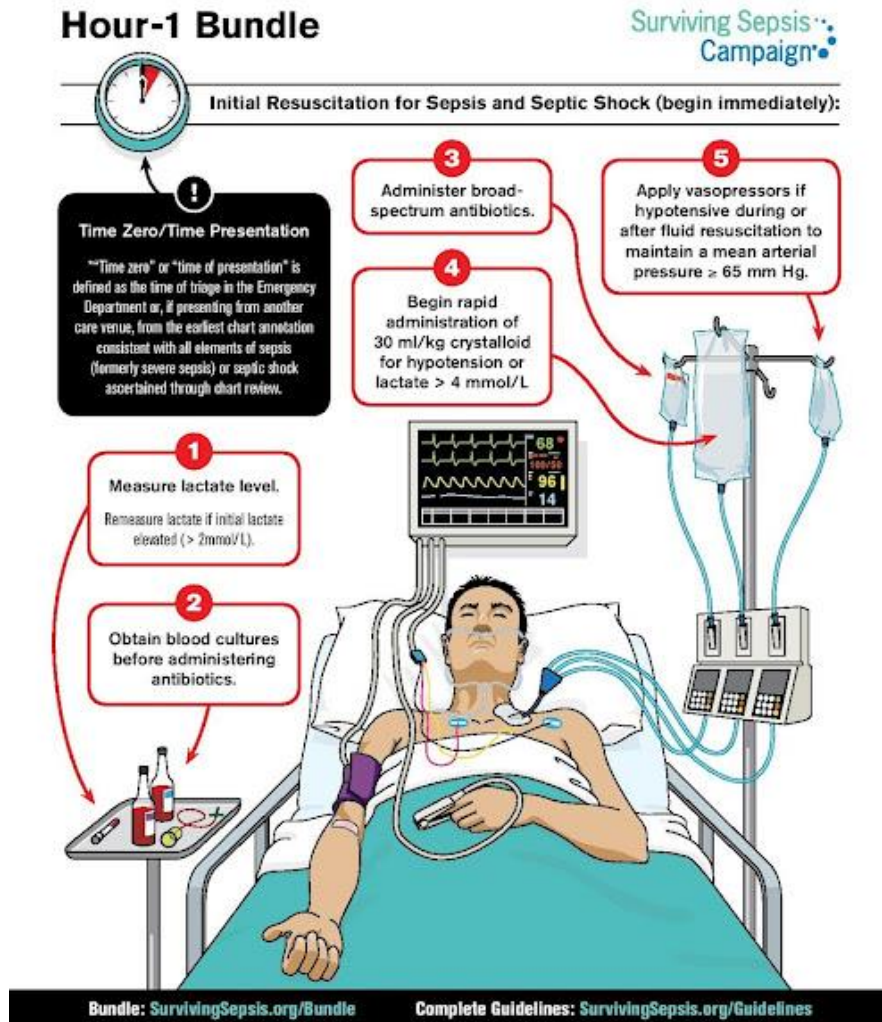 Hour-1 Bundle
Surviving Sepsis
Campaign
Initial Resuscitation for Sepsis and Septic Shock (begin immediately):
!
Time Zero/Time Presentation
"“Time zero” or “time of presentation” is
defined as the time of triage in the Emergency
Department or, if presenting from another
care venue, from the earliest chart annotation
consistent with all elements of sepsis
(formerly severe sepsis) or septic shock
ascertained through chart review.
1
Measure lactate level.
Remeasure lactate if initial lactate
elevated (> 2mmol/L).
2
Obtain blood cultures
before administering
antibiotics.
3
Administer broad-
spectrum antibiotics.
4
Begin rapid
administration of
30 ml/kg crystalloid
for hypotension or
lactate > 4 mmol/L
5
Apply vasopressors if
hypotensive during or
after fluid resuscitation to
maintain a mean arterial
pressure ≥ 65 mm Hg.
68
100/50
96
14
Bundle: SurvivingSepsis.org/Bundle
Complete Guidelines: SurvivingSepsis.org/Guidelines